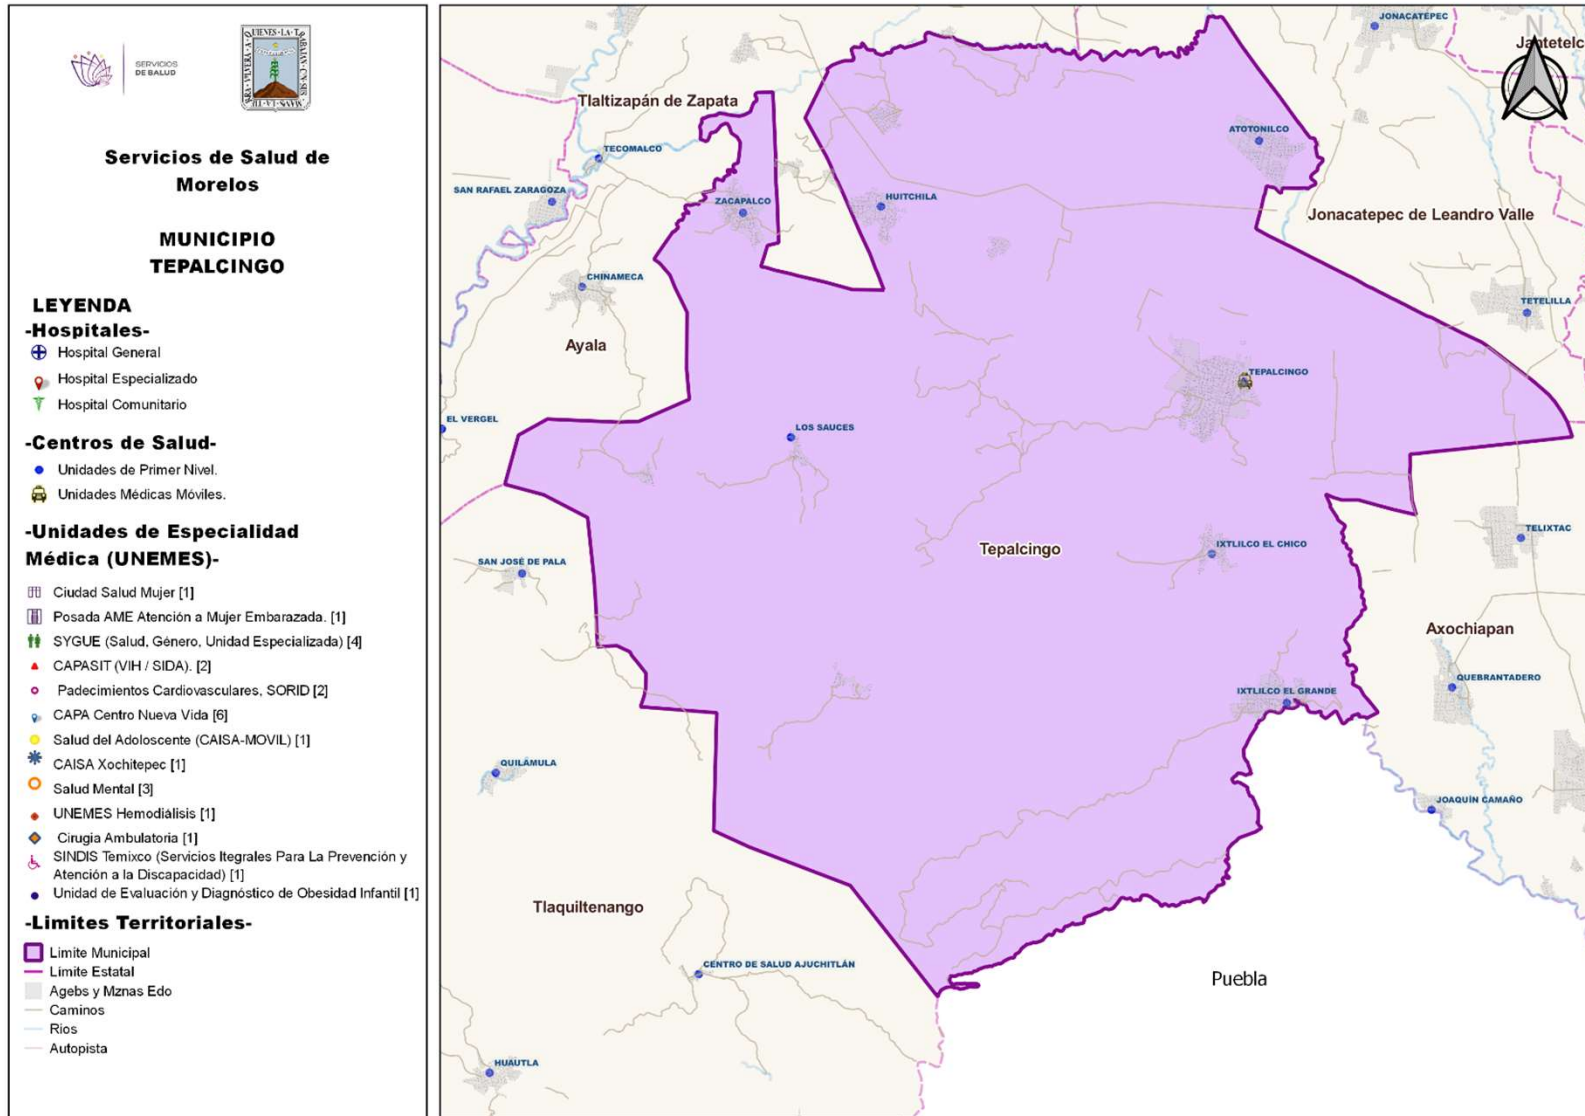 SERVICIOS
DE SALUD
Servicios de Salud de
Morelos
MUNICIPIO
TEPALCINGO
LEYENDA
-Hospitales-
Hospital General
Hospital Especializado
Hospital Comunitario
-Centros de Salud-
Unidades de Primer Nivel.
Unidades Médicas Móviles.
-Unidades de Especialidad
Médica (UNEMES)-
Ciudad Salud Mujer [1]
Posada AME Atención a Mujer Embarazada. [1]
SYGUE (Salud, Género, Unidad Especializada) [4]
CAPASIT (VIH / SIDA). [2]
Padecimientos Cardiovasculares, SORID [2]
CAPA Centro Nueva Vida [6]
Salud del Adoloscente (CAISA-MOVIL) [1]
CAISA Xochitepec [1]
Salud Mental [3]
UNEMES Hemodiálisis [1]
Cirugia Ambulatoria [1]
SINDIS Temixco (Servicios Itegrales Para La Prevención y
Atención a la Discapacidad) [1]
Unidad de Evaluación y Diagnóstico de Obesidad Infantil [1]
-Limites Territoriales-
Limite Municipal
Limite Estatal
Agebs y Mznas Edo
Caminos
Rios
Autopista
JONACATEPEC
N
Jantetelc
Tlaltizapán de Zapata
ATOTONILCO
TECOMALCO
SAN RAFAEL ZARAGOZA
ZACAPALCO
HUITCHILA
Jonacatepec de Leandro Valle
CHINAMECA
TETELILLA
Ayala
TEPALCINGO
EL VERGEL
LOS SAUCES
TELIXTAC
IXTLILCO EL CHICO
Tepalcingo
SAN JOSÉ DE PALA
Axochiapan
QUEBRANTADERO
IXTLILCO EL GRANDE
QUILÁMULA
JOAQUÍN CAMAÑO
Tlaquiltenango
CENTRO DE SALUD AJUCHITLÁN
Puebla
HUAUTLA